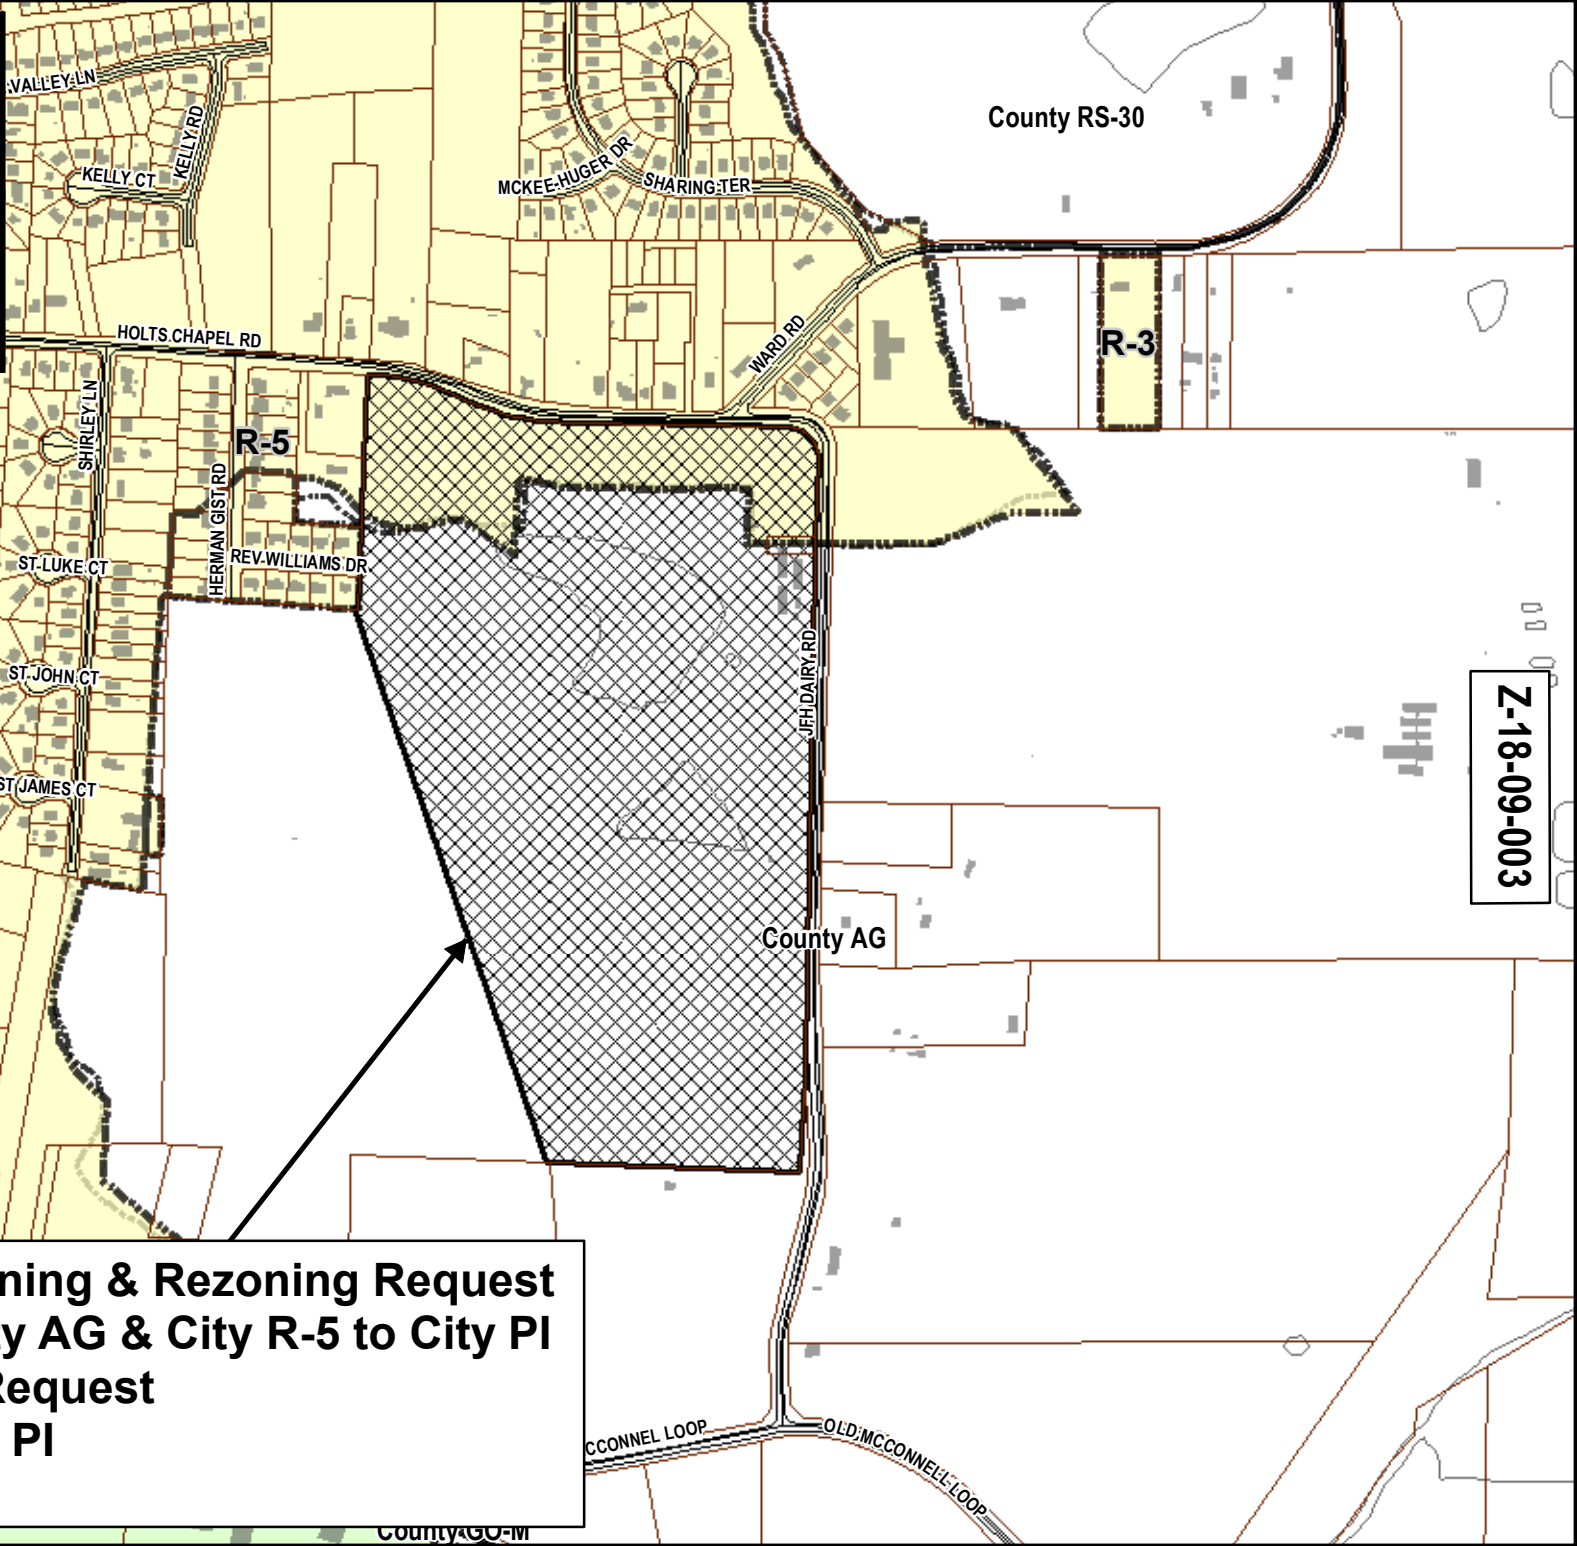 VALLEY LN
KELLY RD
KELLY CT
MCKEE-HUGER DR
SHARING TER
County RS-30
HOLTS CHAPEL RD
WARD RD
R-3
SHIRLEY LN
R-5
HERMAN GIST RD
REV WILLIAMS DR
ST LUKE CT
ST JOHN CT
JFH DAIRY RD
Z-18-09-003
ST JAMES CT
County AG
ning & Rezoning Request
ty AG & City R-5 to City PI
Request
PI
CCONNEL LOOP
OLD MCCONNELL LOOP
County GO-M